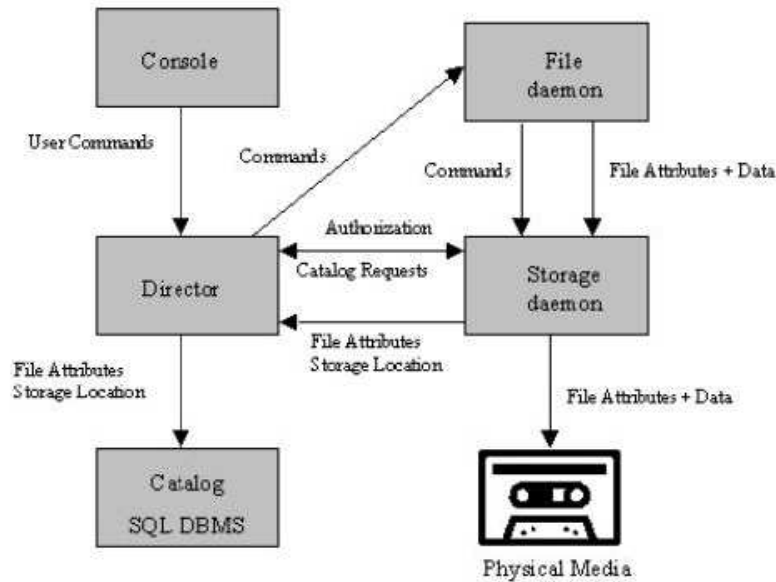 Console
File
daemon
User Commands
Commands
Commands
File Attributes + Data
Authorization
Catalog Requests
Director
Storage
daemon
File Attributes
Storage Location
File Attributes
Storage Location
File Attributes + Data
Catalog
SQL DBMS
Physical Media